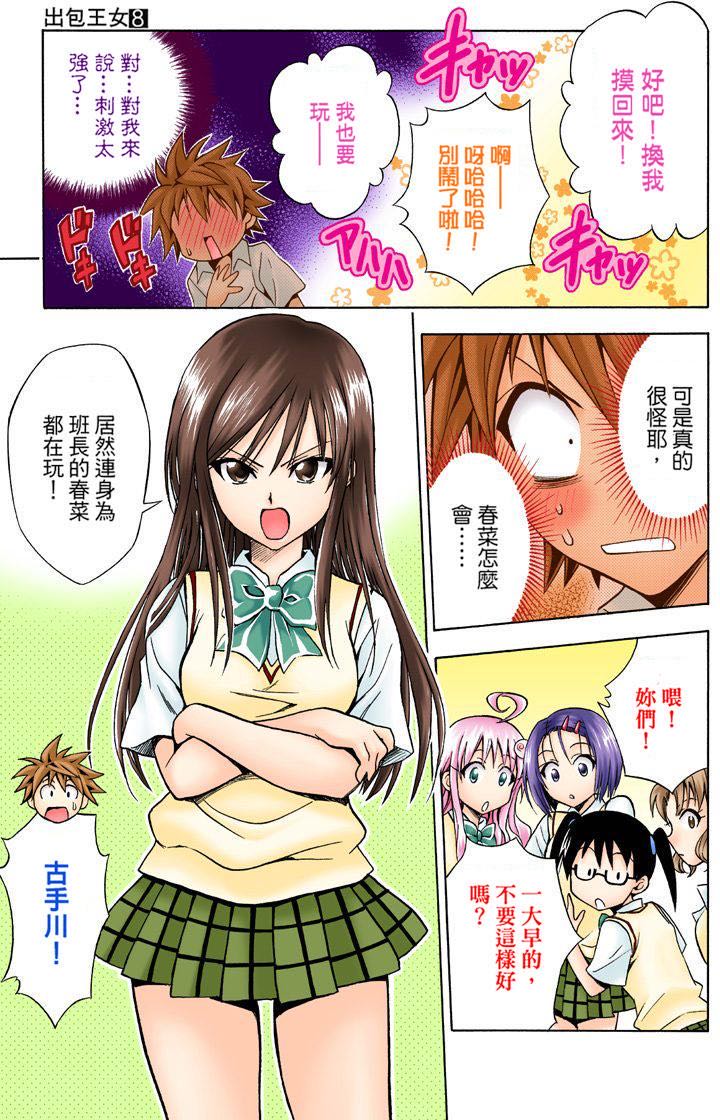 出包王女8
好吧！換我
摸回來！
キャッ
啊——
呀哈哈哈！
別鬧了啦！
キャッ
我也要
玩——
アハハ
對…對我來
說…刺激太
強了…
ドキ
ドキ
可是真的
很怪耶，
春菜怎麼
會……
喂！
妳們！
一大早的，
不要這樣好
嗎？
居然連身為
班長的春菜
都在玩！
古手川！